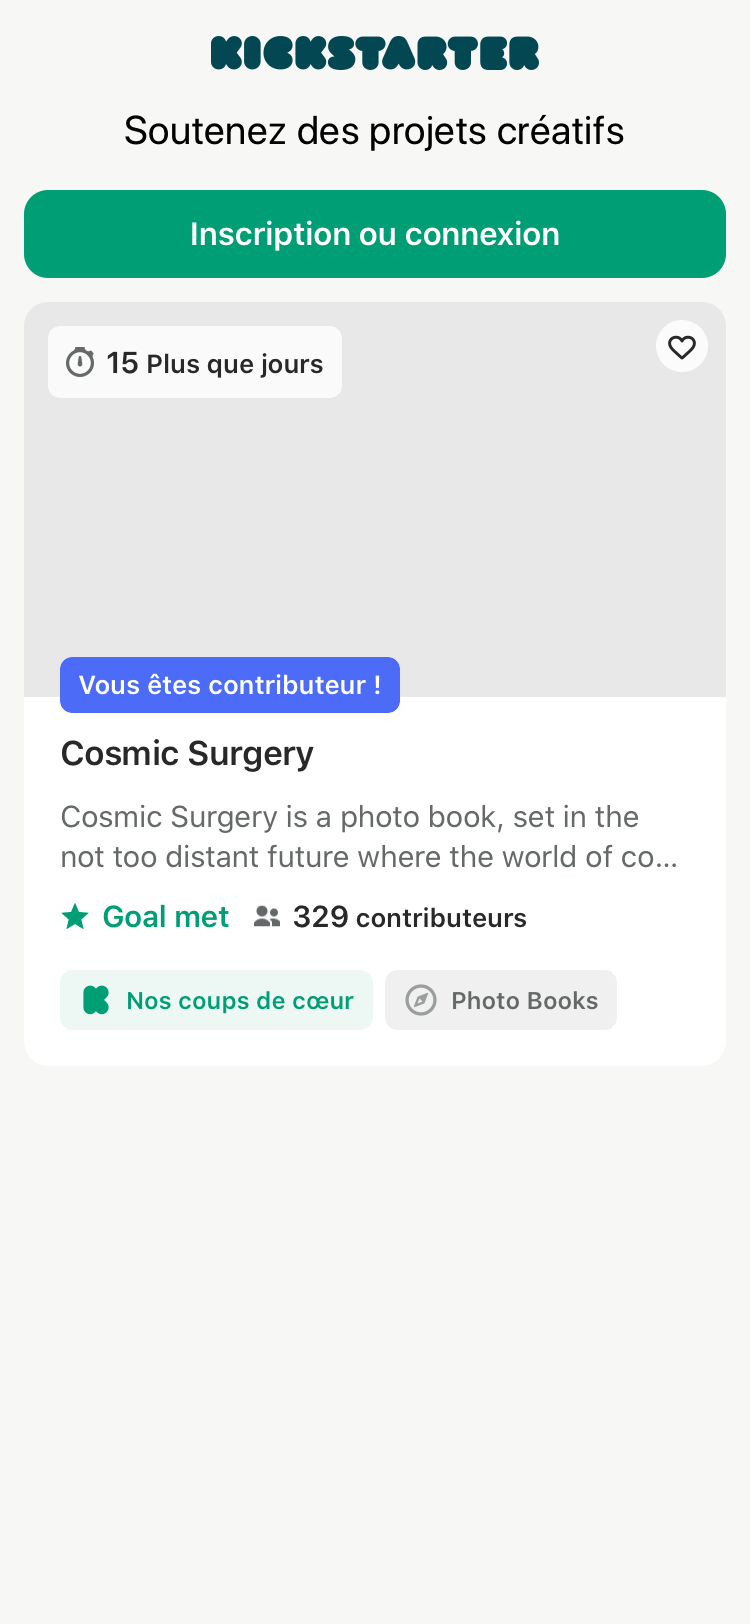 KICKSTARTER
Soutenez des projets créatifs
Inscription ou connexion
15 Plus que jours
Vous êtes contributeur !
Cosmic Surgery
Cosmic Surgery is a photo book, set in the
not too distant future where the world of co...
Goal met 329 contributeurs
Nos coups de cœur Photo Books